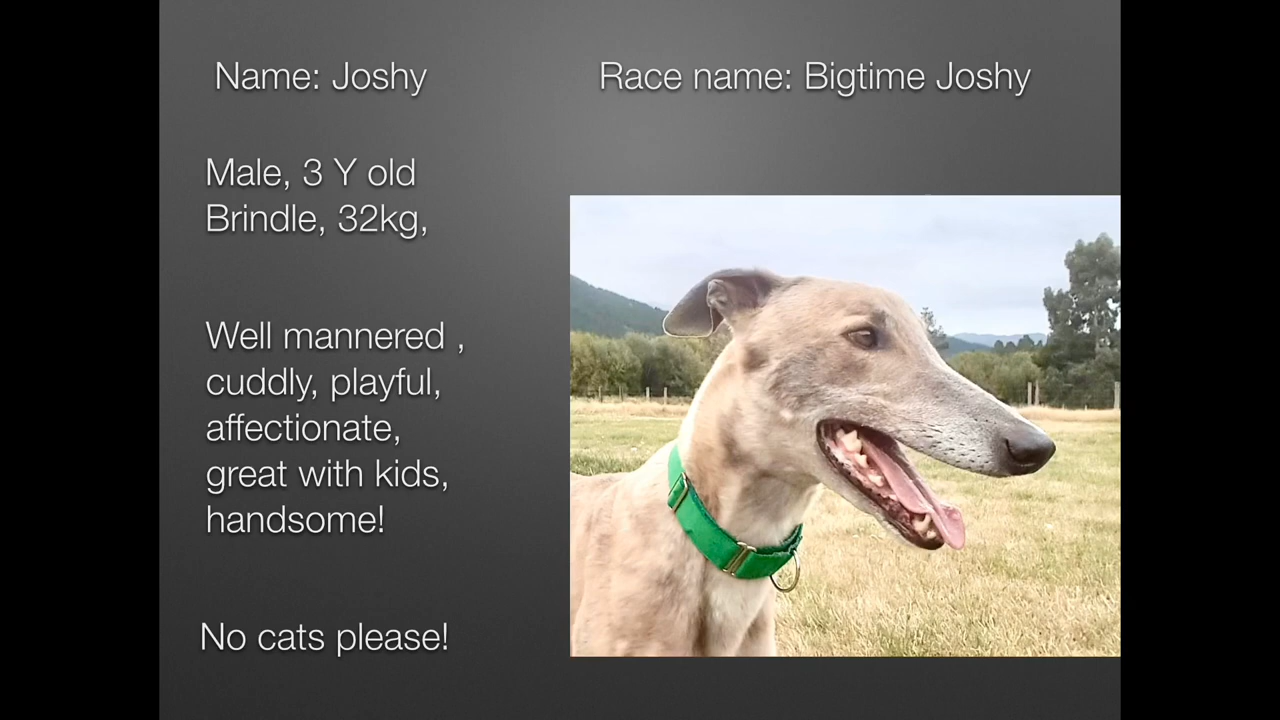 Name: Joshy
Race name: Bigtime Joshy
Male, 3 Y old
Brindle, 32kg,
Well mannered ,
cuddly, playful,
affectionate,
great with kids,
handsome!
No cats please!